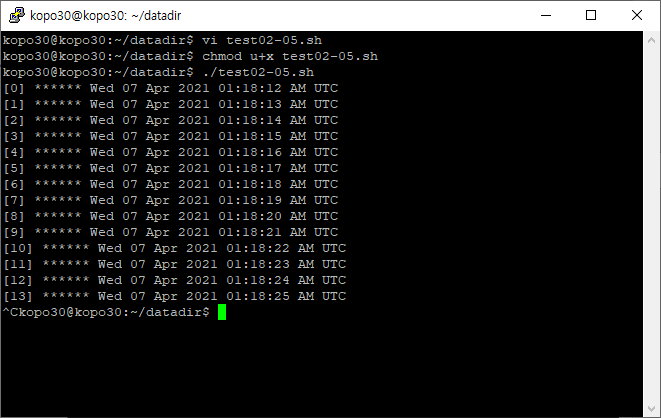 kopo30@kopo30: ~/datadir
kopo30@kopo30:~/datadir$ vi test02-05.sh
kopo30@kopo30:~/datadir$ chmod u+x test02-05.sh
kopo30@kopo30:~/datadir$ ./test02-05.sh
[0] ****** Wed 07 Apr 2021 01:18:12 AM UTC
[1] ****** Wed 07 Apr 2021 01:18:13 AM UTC
[2] ****** Wed 07 Apr 2021 01:18:14 AM UTC
[3] ****** Wed 07 Apr 2021 01:18:15 AM UTC
[4] ****** Wed 07 Apr 2021 01:18:16 AM UTC
[5] ****** Wed 07 Apr 2021 01:18:17 AM UTC
[6] ****** Wed 07 Apr 2021 01:18:18 AM UTC
[7] ****** Wed 07 Apr 2021 01:18:19 AM UTC
[8] ****** Wed 07 Apr 2021 01:18:20 AM UTC
[9] ****** Wed 07 Apr 2021 01:18:21 AM UTC
[10] ****** Wed 07 Apr 2021 01:18:22 AM UTC
[11] ****** Wed 07 Apr 2021 01:18:23 AM UTC
[12] ****** Wed 07 Apr 2021 01:18:24 AM UTC
[13] ****** Wed 07 Apr 2021 01:18:25 AM UTC
^Ckopo30@kopo30:~/datadir$